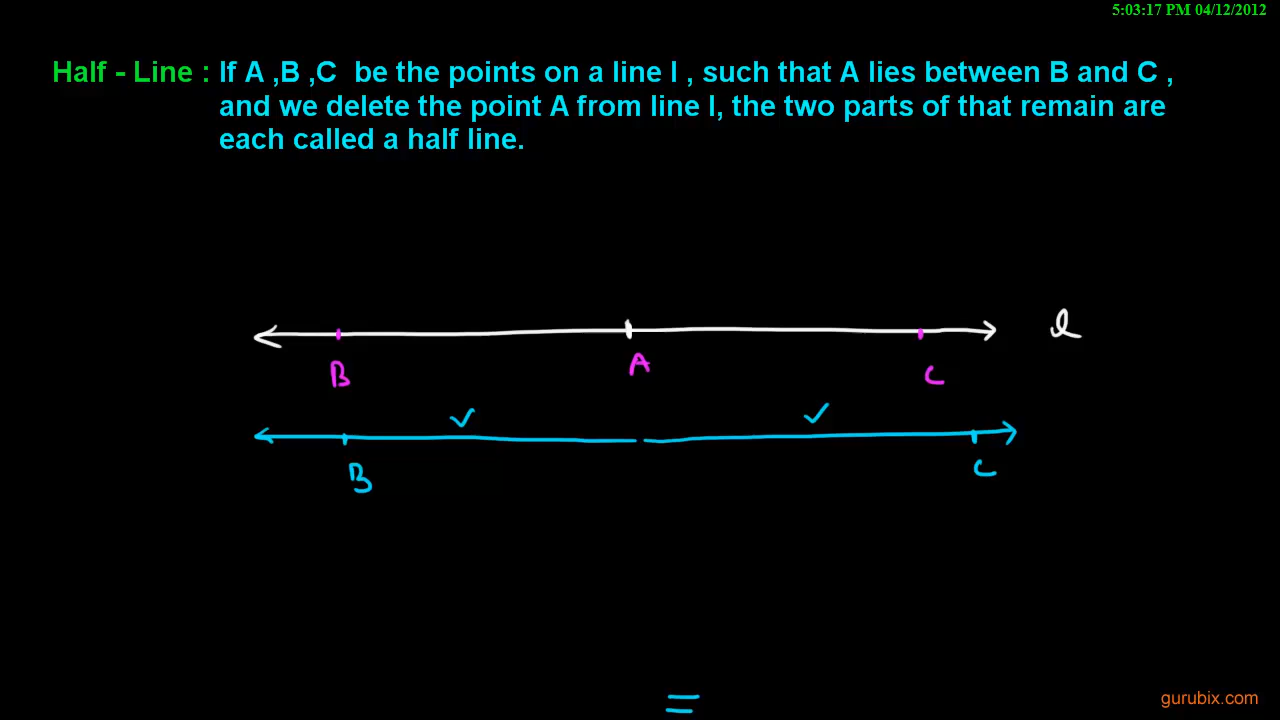 5:03:17 PM 04/12/2012
Half - Line : If A ,B ,C be the points on a line l , such that A lies between B and C ,
and we delete the point A from line l, the two parts of that remain are
each called a half line.
l
B A C
B C
=
gurubix.com